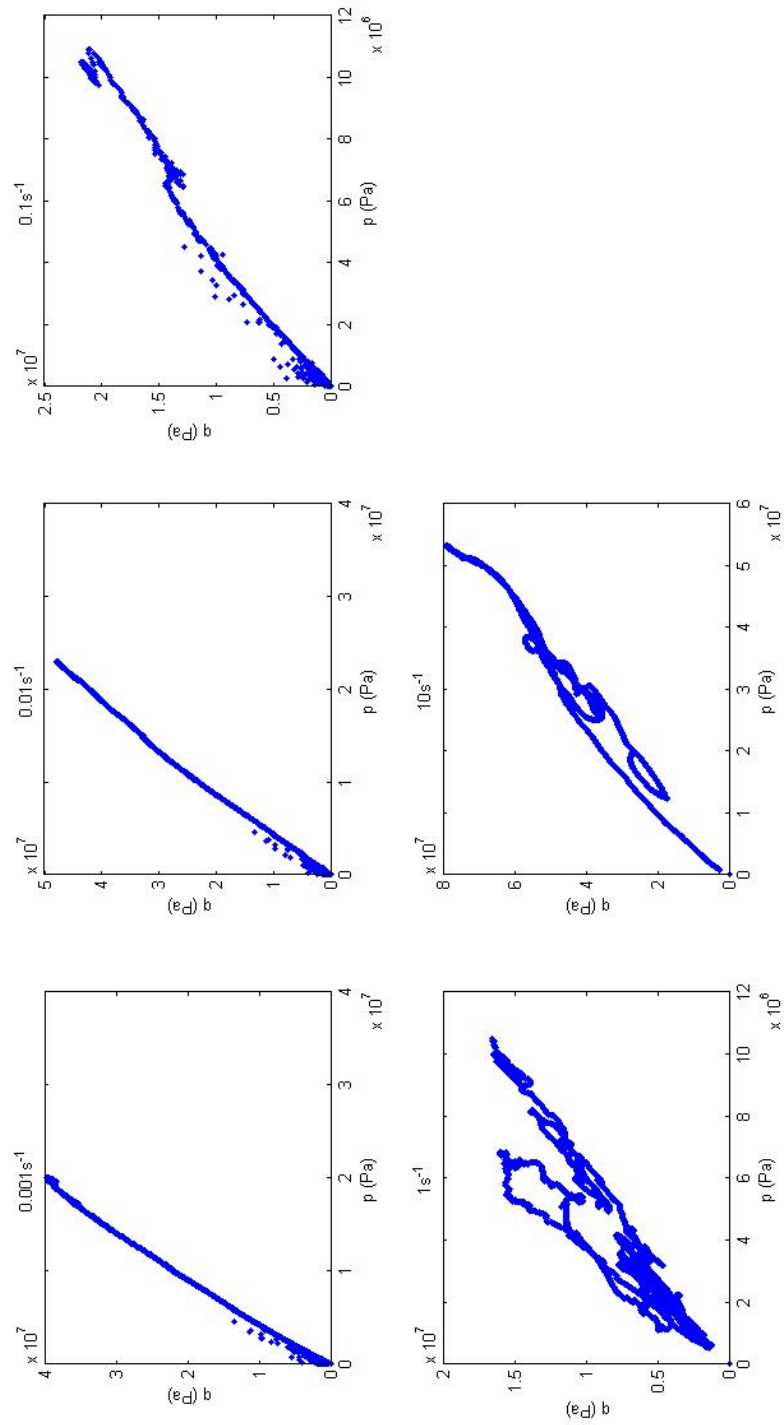 x 10⁷
0.001s⁻¹
4
3
2
1
0
q (Pa)
0 1 2 3 4
p (Pa)
x 10⁷
x 10⁷
0.01s⁻¹
5
4
3
2
1
0
q (Pa)
0 1 2 3 4
p (Pa)
x 10⁷
x 10⁷
0.1s⁻¹
2.5
2
1.5
1
0.5
0
q (Pa)
0 2 4 6 8 10 12
p (Pa)
x 10⁶
x 10⁷
1s⁻¹
2
1.5
1
0.5
0
q (Pa)
0 2 4 6 8 10 12
p (Pa)
x 10⁶
x 10⁷
10s⁻¹
8
6
4
2
0
q (Pa)
0 1 2 3 4 5 6
p (Pa)
x 10⁷